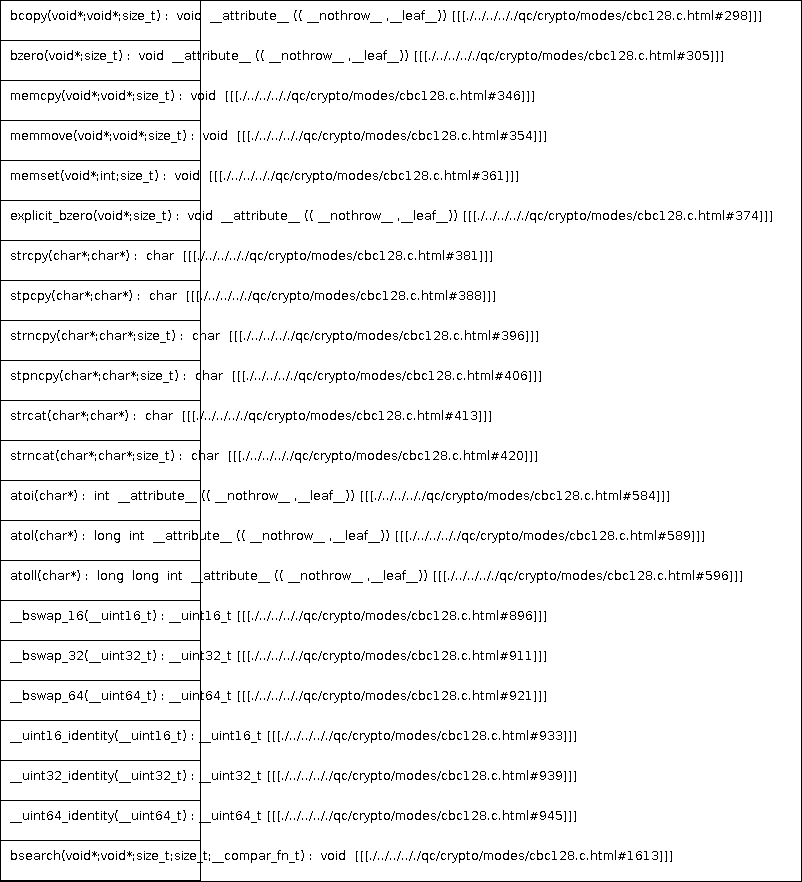 bcopy(void*;void*;size_t) : void __attribute__ (( __nothrow__ ,__leaf__)) [[[./../../../../qc/crypto/modes/cbc128.c.html#298]]]
bzero(void*;size_t) : void __attribute__ (( __nothrow__ ,__leaf__)) [[[./../../../../qc/crypto/modes/cbc128.c.html#305]]]
memcpy(void*;void*;size_t) : void [[[./../../../../qc/crypto/modes/cbc128.c.html#346]]]
memmove(void*;void*;size_t) : void [[[./../../../../qc/crypto/modes/cbc128.c.html#354]]]
memset(void*;int;size_t) : void [[[./../../../../qc/crypto/modes/cbc128.c.html#361]]]
explicit_bzero(void*;size_t) : void __attribute__ (( __nothrow__ ,__leaf__)) [[[./../../../../qc/crypto/modes/cbc128.c.html#374]]]
strcpy(char*;char*) : char [[[./../../../../qc/crypto/modes/cbc128.c.html#381]]]
stpcpy(char*;char*) : char [[[./../../../../qc/crypto/modes/cbc128.c.html#388]]]
strncpy(char*;char*;size_t) : char [[[./../../../../qc/crypto/modes/cbc128.c.html#396]]]
stpncpy(char*;char*;size_t) : char [[[./../../../../qc/crypto/modes/cbc128.c.html#406]]]
strcat(char*;char*) : char [[[./../../../../qc/crypto/modes/cbc128.c.html#413]]]
strncat(char*;char*;size_t) : char [[[./../../../../qc/crypto/modes/cbc128.c.html#420]]]
atoi(char*) : int __attribute__ (( __nothrow__ ,__leaf__)) [[[./../../../../qc/crypto/modes/cbc128.c.html#584]]]
atol(char*) : long int __attribute__ (( __nothrow__ ,__leaf__)) [[[./../../../../qc/crypto/modes/cbc128.c.html#589]]]
atoll(char*) : long long int __attribute__ (( __nothrow__ ,__leaf__)) [[[./../../../../qc/crypto/modes/cbc128.c.html#596]]]
__bswap_16(__uint16_t) : __uint16_t [[[./../../../../qc/crypto/modes/cbc128.c.html#896]]]
__bswap_32(__uint32_t) : __uint32_t [[[./../../../../qc/crypto/modes/cbc128.c.html#911]]]
__bswap_64(__uint64_t) : __uint64_t [[[./../../../../qc/crypto/modes/cbc128.c.html#921]]]
__uint16_identity(__uint16_t) : __uint16_t [[[./../../../../qc/crypto/modes/cbc128.c.html#933]]]
__uint32_identity(__uint32_t) : __uint32_t [[[./../../../../qc/crypto/modes/cbc128.c.html#939]]]
__uint64_identity(__uint64_t) : __uint64_t [[[./../../../../qc/crypto/modes/cbc128.c.html#945]]]
bsearch(void*;void*;size_t;size_t;__compar_fn_t) : void [[[./../../../../qc/crypto/modes/cbc128.c.html#1613]]]